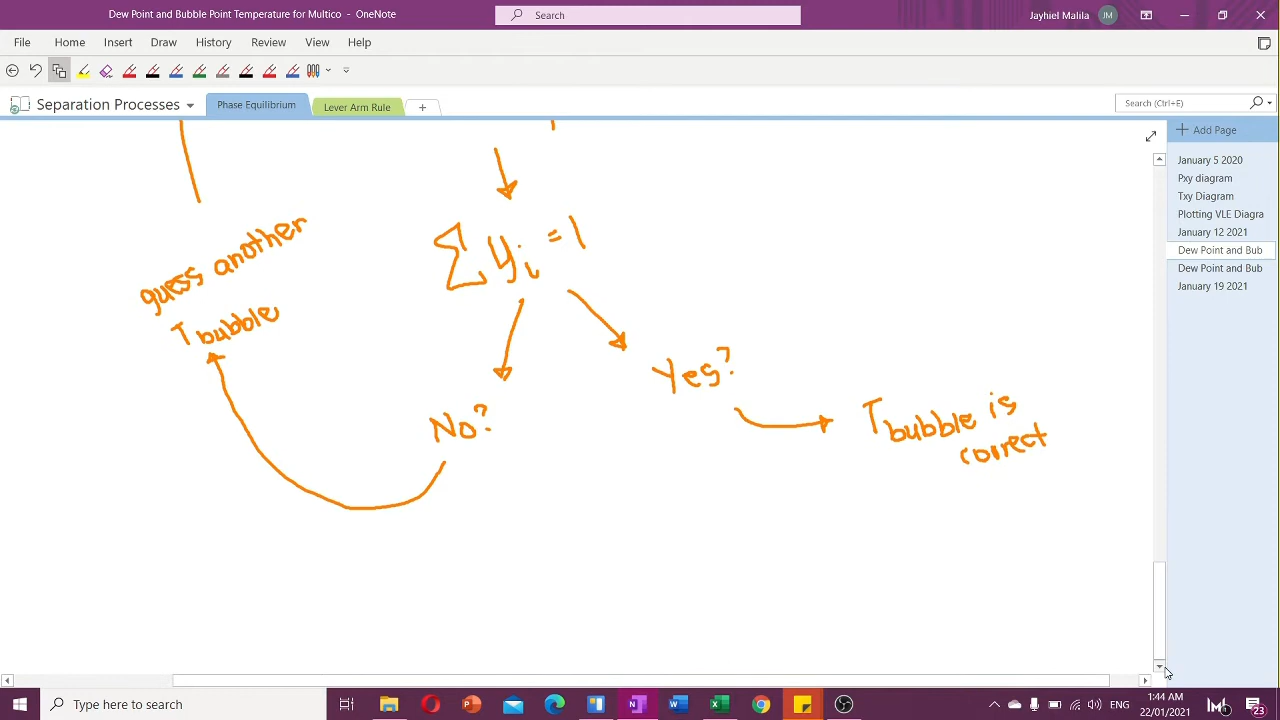 Dew Point and Bubble Point Temperature for Multico - OneNote
Search
Jayhiel Malila
JM
File Home Insert Draw History Review View Help
Separation Processes
Phase Equilibrium
Lever Arm Rule
+
Search (Ctrl+E)
+ Add Page
January 5 2020
Pxy diagram
Txy Diagram
Plotting VLE Diagra
January 12 2021
Dew Point and Bub
Dew Point and Bub
January 19 2021
∑ yi = 1
guess another
T bubble
Yes?
No?
T bubble is
correct
Type here to search
ENG
1:44 AM
22/01/2021
23